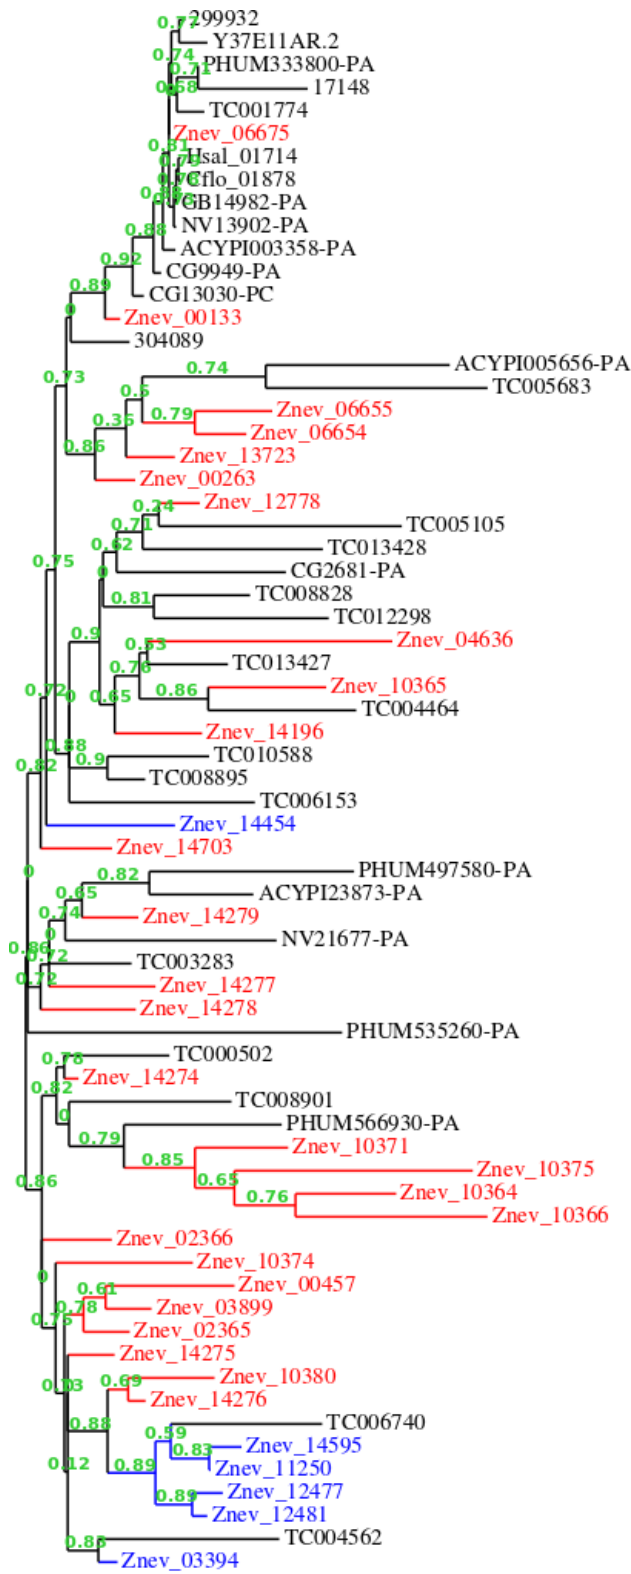 0.77 299932
Y37E11AR.2
0.74
0.71 PHUM333800-PA
17148
TC001774
Znev_06675
0.81
Hsal_01714
Cflo_01878
GB14982-PA
NV13902-PA
0.88
ACYPI003358-PA
0.92
CG9949-PA
0.89
CG13030-PC
0
Znev_00133
304089
0.74
ACYPI005656-PA
0.73
TC005683
0.5
0.79
Znev_06655
0.35
Znev_06654
0.86
Znev_13723
Znev_00263
0.24
Znev_12778
0.71
TC005105
0.62
TC013428
0.75
0
CG2681-PA
0.81
TC008828
TC012298
0.9
0.53
Znev_04636
0.76
TC013427
0.65
0.86
Znev_10365
0.72
0
TC004464
Znev_14196
0.88
0.9
TC010588
0.82
TC008895
TC006153
Znev_14454
Znev_14703
0
0.82
PHUM497580-PA
0.85
ACYPI23873-PA
0.74
Znev_14279
0
NV21677-PA
0.86
0.72
TC003283
0.72
Znev_14277
Znev_14278
PHUM535260-PA
0.78
TC000502
0.82
Znev_14274
TC008901
0
PHUM566930-PA
0.79
Znev_10371
0.85
Znev_10375
0.86
0.65
Znev_10364
0.76
Znev_10366
Znev_02366
Znev_10374
0
0.61
Znev_00457
0.78
Znev_03899
0.75
Znev_02365
Znev_14275
0.69
Znev_10380
Znev_14276
0.88
TC006740
0.59
0.83
Znev_14595
0.12
0.89
Znev_11250
0.89
Znev_12477
Znev_12481
0.83
TC004562
Znev_03394